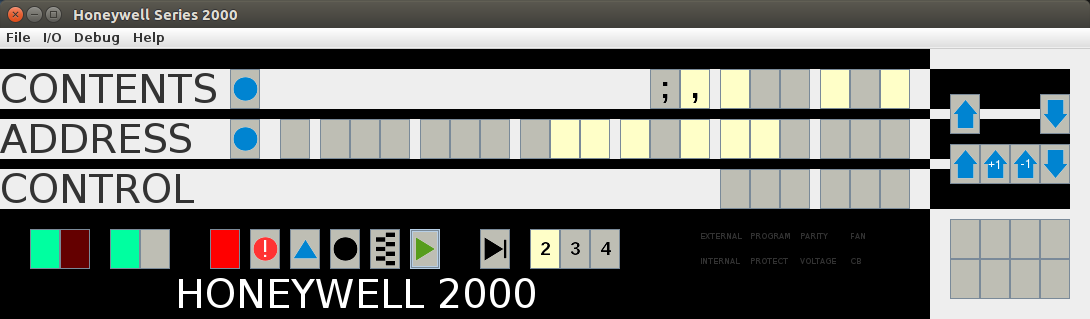 Honeywell Series 2000
File I/O Debug Help
CONTENTS ; ,
ADDRESS
+1 -1
CONTROL
2 3 4
EXTERNAL PROGRAM PARITY FAN
INTERNAL PROTECT VOLTAGE CB
HONEYWELL 2000